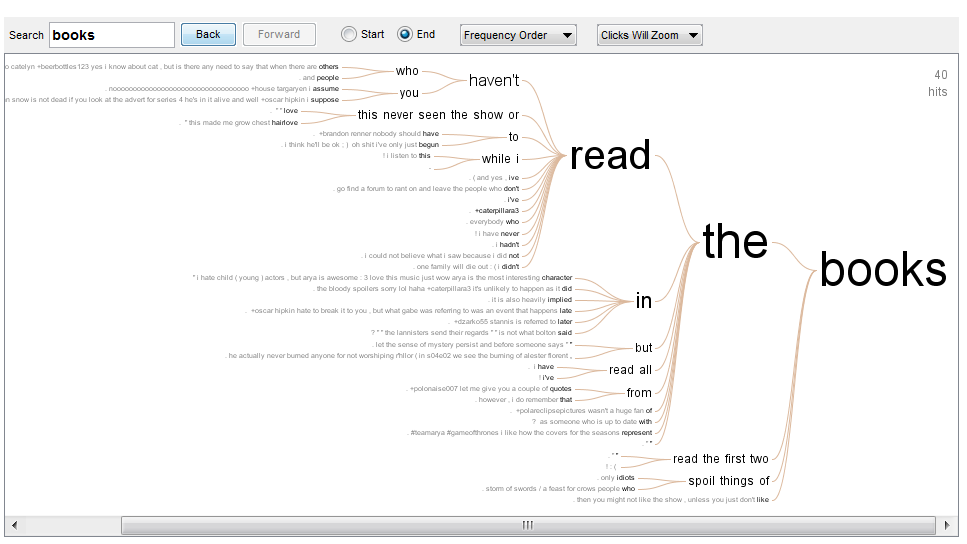 Search books Back Forward Start End Frequency Order Clicks Will Zoom
40
hits
o catelyn +beerbottles123 yes i know about cat , but is there any need to say that when there are others
. and people
who
. nooooooooooooooooooooooooooooooooooo +house targaryen i assume
n snow is not dead if you look at the advert for series 4 he's in it alive and well +oscar hipkin i suppose
you
haven't
. " " love
. " this made me grow chest hairlove
this never seen the show or
. +brandon renner nobody should have
. i think he'll be ok ; ) oh shit i've only just begun
to
! i listen to this
.
while i
. ( and yes , ive
. go find a forum to rant on and leave the people who don't
. i've
. +caterpillara3
. everybody who
! i have never
. i hadn't
. i could not believe what i saw because i did not
. one family will die out : ( i didn't
read
" i hate child ( young ) actors , but arya is awesome : 3 love this music just wow arya is the most interesting character
. the bloody spoilers sorry lol haha +caterpillara3 it's unlikely to happen as it did
. it is also heavily implied
. +oscar hipkin hate to break it to you , but what gabe was referring to was an event that happens late
. +dzarko55 stannis is referred to later
? " " the lannisters send their regards " " is not what bolton said
in
. let the sense of mystery persist and before someone says " "
. he actually never burned anyone for not worshiping r'hllor ( in s04e02 we see the burning of alester florent ,
but
. i have
! i've
read all
. +polonaise007 let me give you a couple of quotes
. however , i do remember that
from
. +polareclipsepictures wasn't a huge fan of
? as someone who is up to date with
. #teamarya #gameofthrones i like how the covers for the seasons represent
. " "
the
. " "
! : (
read the first two
. only idiots
. storm of swords / a feast for crows people who
spoil things of
. then you might not like the show , unless you just don't like
books